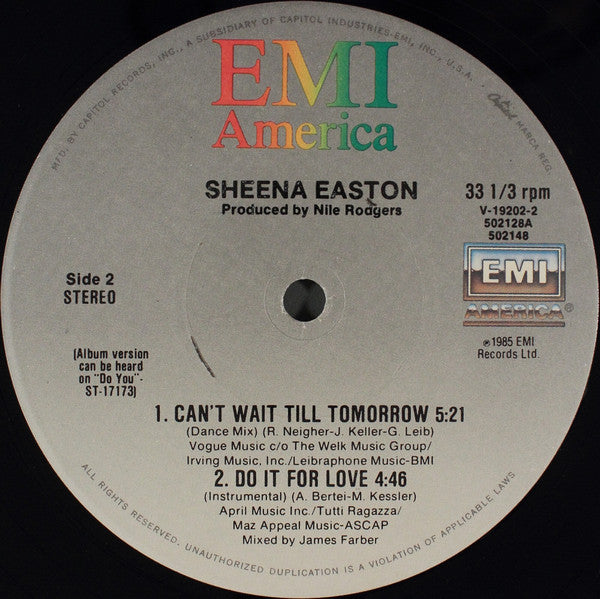 MFD. BY CAPITOL RECORDS, INC., A SUBSIDIARY OF CAPITOL INDUSTRIES-EMI, INC., U.S.A.
Capitol MARCA REG.
EMI
America
SHEENA EASTON
Produced by Nile Rodgers
33 1/3 rpm
V-19202-2
502128A
502148
EMI
AMERICA®
℗1985 EMI
Records Ltd.
Side 2
STEREO
(Album version
can be heard
on "Do You"-
ST-17173)
1. CAN'T WAIT TILL TOMORROW 5:21
(Dance Mix) (R. Neigher-J. Keller-G. Leib)
Vogue Music c/o The Welk Music Group/
Irving Music, Inc./Leibraphone Music-BMI
2. DO IT FOR LOVE 4:46
(Instrumental) (A. Bertei-M. Kessler)
April Music Inc./Tutti Ragazza/
Maz Appeal Music-ASCAP
Mixed by James Farber
ALL RIGHTS RESERVED. UNAUTHORIZED DUPLICATION IS A VIOLATION OF APPLICABLE LAWS